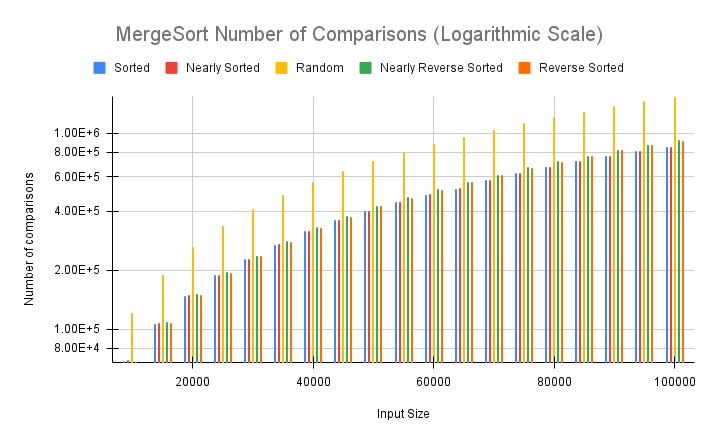 MergeSort Number of Comparisons (Logarithmic Scale)
Sorted Nearly Sorted Random Nearly Reverse Sorted Reverse Sorted
Number of comparisons
1.00E+6
8.00E+5
6.00E+5
4.00E+5
2.00E+5
1.00E+5
8.00E+4
20000 40000 60000 80000 100000
Input Size